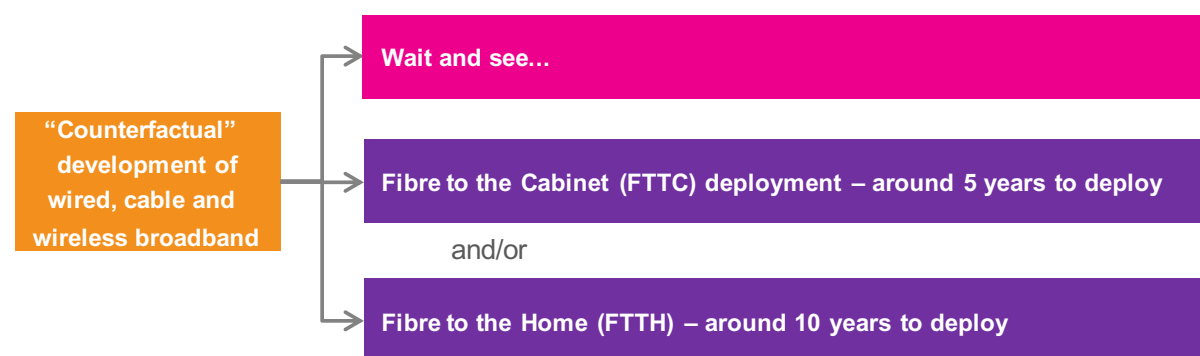 “Counterfactual”
development of
wired, cable and
wireless broadband
Wait and see...
Fibre to the Cabinet (FTTC) deployment – around 5 years to deploy
and/or
Fibre to the Home (FTTH) – around 10 years to deploy